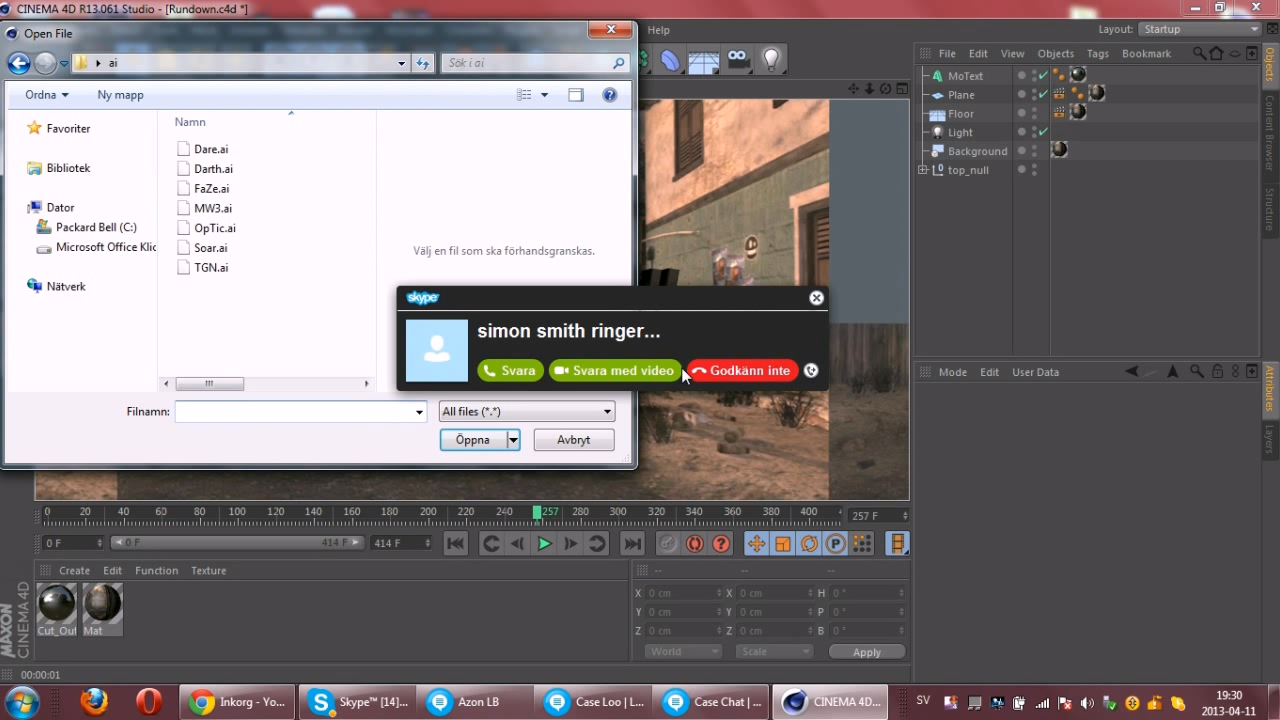 CINEMA 4D R13.061 Studio - [Rundown.c4d *]
Open File
Help
Layout: Startup
ai
Sök i ai
File Edit View Objects Tags Bookmark
Ordna
Ny mapp
Favoriter
Bibliotek
Dator
Packard Bell (C:)
Microsoft Office Klic
Nätverk
Namn
Dare.ai
Darth.ai
FaZe.ai
MW3.ai
OpTic.ai
Soar.ai
TGN.ai
Välj en fil som ska förhandsgranskas.
MoText
Plane
Floor
Light
Background
top_null
Objects
Content Browser
Structure
skype
simon smith ringer...
Svara
Svara med video
Godkänn inte
Filnamn:
All files (*.*)
Öppna
Avbryt
Mode Edit User Data
Attributes
Layers
0 20 40 60 80 100 120 140 160 180 200 220 240 257 280 300 320 340 360 380 400
257 F
0 F
0 F
414 F
414 F
Create Edit Function Texture
Cut_Out
Mat
MAXON
CINEMA 4D
-- -- --
X 0 cm X 0 cm H 0 °
Y 0 cm Y 0 cm P 0 °
Z 0 cm Z 0 cm B 0 °
World
Scale
Apply
00:00:01
Inkorg - Yo...
Skype™ [14]...
Azon LB
Case Loo | L...
Case Chat | ...
CINEMA 4D...
SV
19:30
2013-04-11